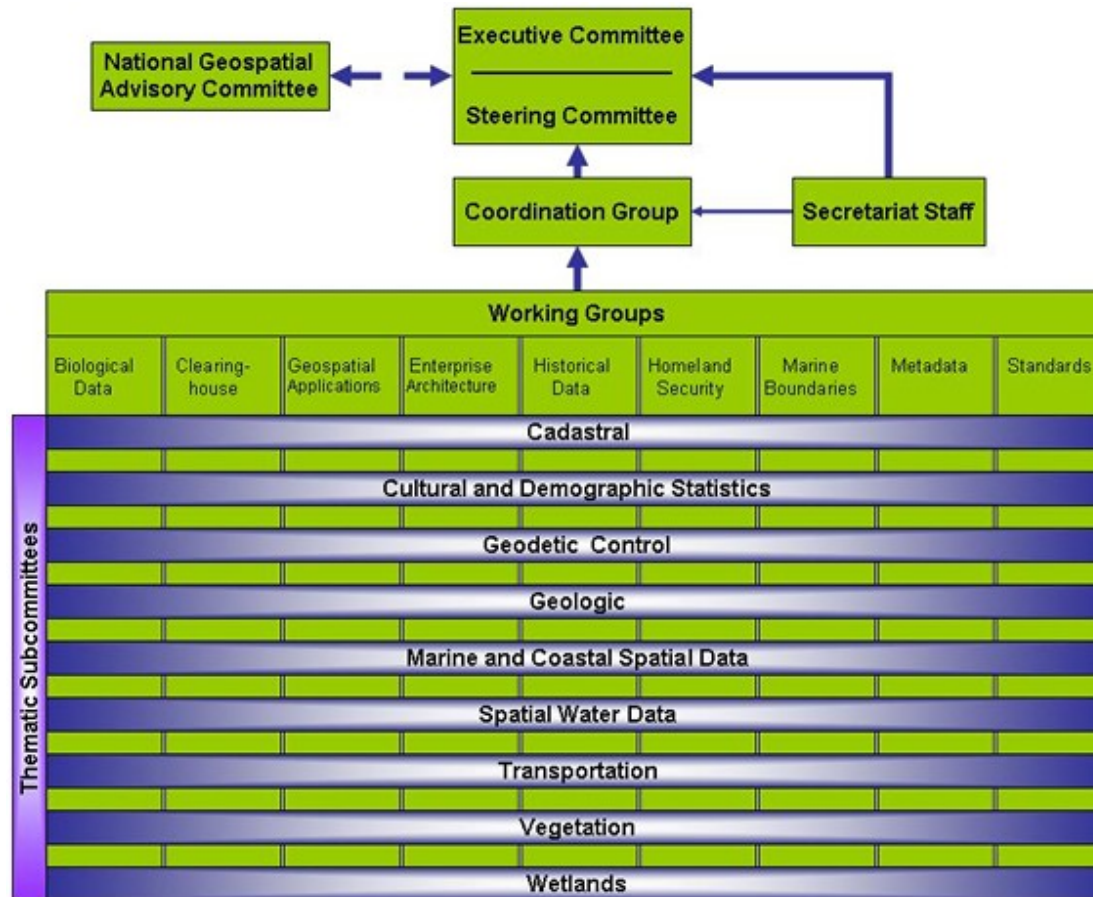 Executive Committee
National Geospatial
Advisory Committee
Steering Committee
Coordination Group
Secretariat Staff
Working Groups
Biological
Data
Clearing-
house
Geospatial
Applications
Enterprise
Architecture
Historical
Data
Homeland
Security
Marine
Boundaries
Metadata
Standards
Thematic Subcommittees
Cadastral
Cultural and Demographic Statistics
Geodetic Control
Geologic
Marine and Coastal Spatial Data
Spatial Water Data
Transportation
Vegetation
Wetlands